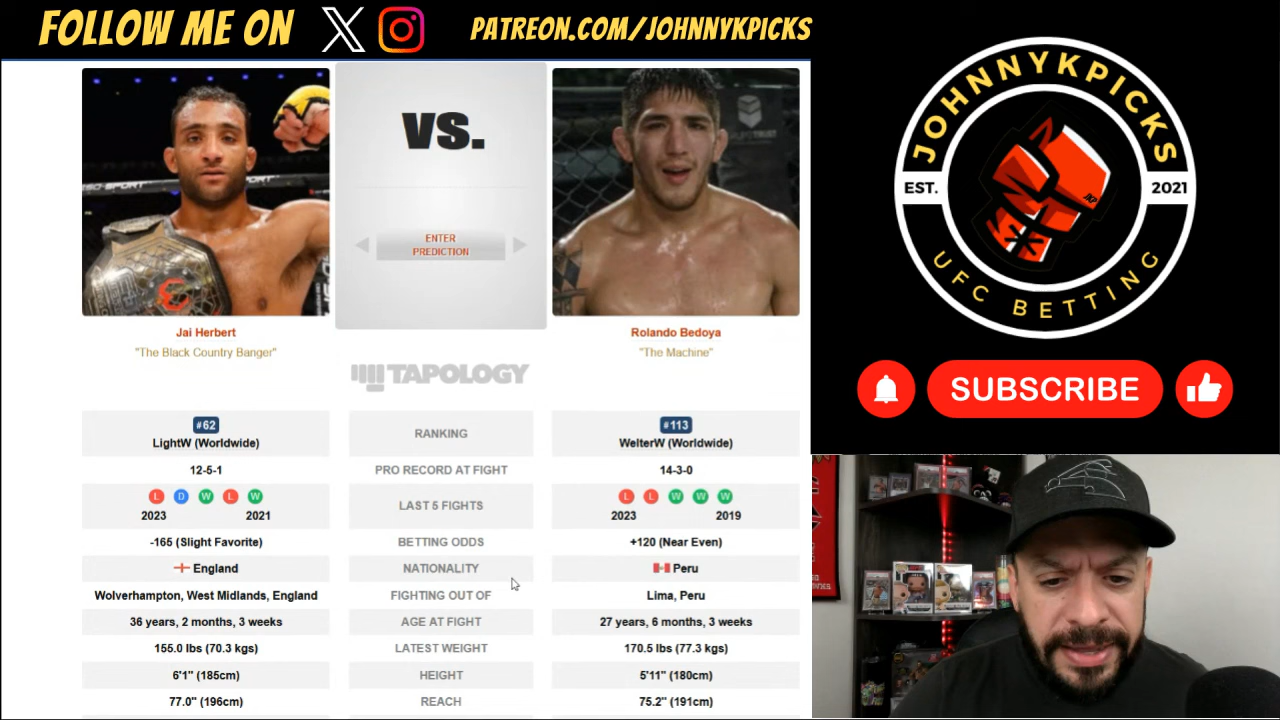 FOLLOW ME ON
PATREON.COM/JOHNNYKPICKS
VS.
ENTER
PREDICTION
Jai Herbert
Rolando Bedoya
"The Black Country Banger"
"The Machine"
TAPOLOGY
#62
LightW (Worldwide)
RANKING
#113
WelterW (Worldwide)
12-5-1
PRO RECORD AT FIGHT
14-3-0
L D W L W
2023 2021
LAST 5 FIGHTS
L L W W W
2023 2019
-165 (Slight Favorite)
BETTING ODDS
+120 (Near Even)
England
NATIONALITY
Peru
Wolverhampton, West Midlands, England
FIGHTING OUT OF
Lima, Peru
36 years, 2 months, 3 weeks
AGE AT FIGHT
27 years, 6 months, 3 weeks
155.0 lbs (70.3 kgs)
LATEST WEIGHT
170.5 lbs (77.3 kgs)
6'1" (185cm)
HEIGHT
5'11" (180cm)
77.0" (196cm)
REACH
75.2" (191cm)
JOHNNYKPICKS
EST.
2021
JKP
UFC BETTING
SUBSCRIBE